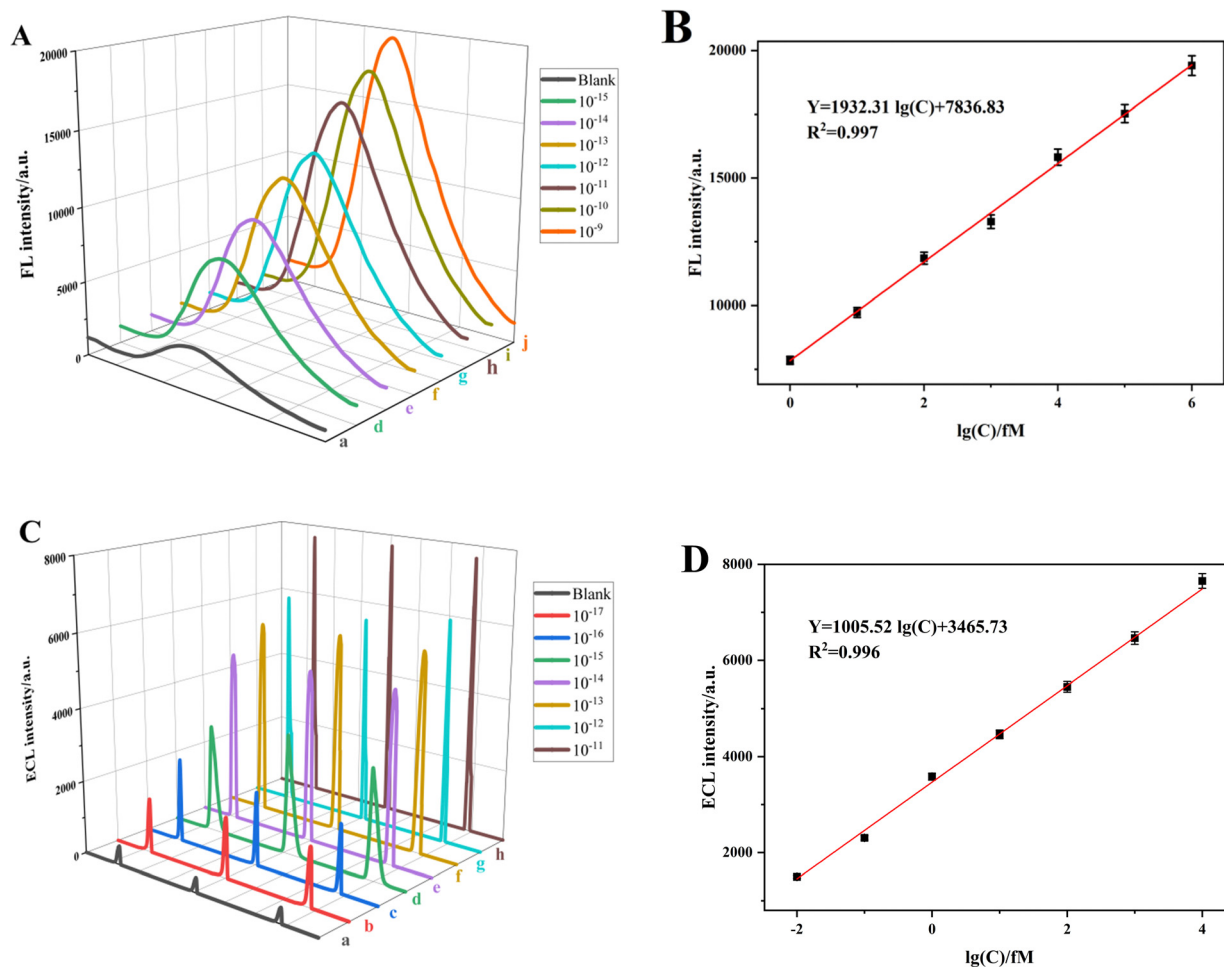 A
20000
15000
10000
5000
0
FL intensity/a.u.
Blank
10⁻¹⁵
10⁻¹⁴
10⁻¹³
10⁻¹²
10⁻¹¹
10⁻¹⁰
10⁻⁹
a
d
e
f
g
h
i
j
B
20000
15000
10000
FL intensity/a.u.
Y=1932.31 lg(C)+7836.83
R²=0.997
0 2 4 6
lg(C)/fM
C
8000
6000
4000
2000
0
ECL intensity/a.u.
Blank
10⁻¹⁷
10⁻¹⁶
10⁻¹⁵
10⁻¹⁴
10⁻¹³
10⁻¹²
10⁻¹¹
a
b
c
d
e
f
g
h
D
8000
6000
4000
2000
ECL intensity/a.u.
Y=1005.52 lg(C)+3465.73
R²=0.996
-2 0 2 4
lg(C)/fM